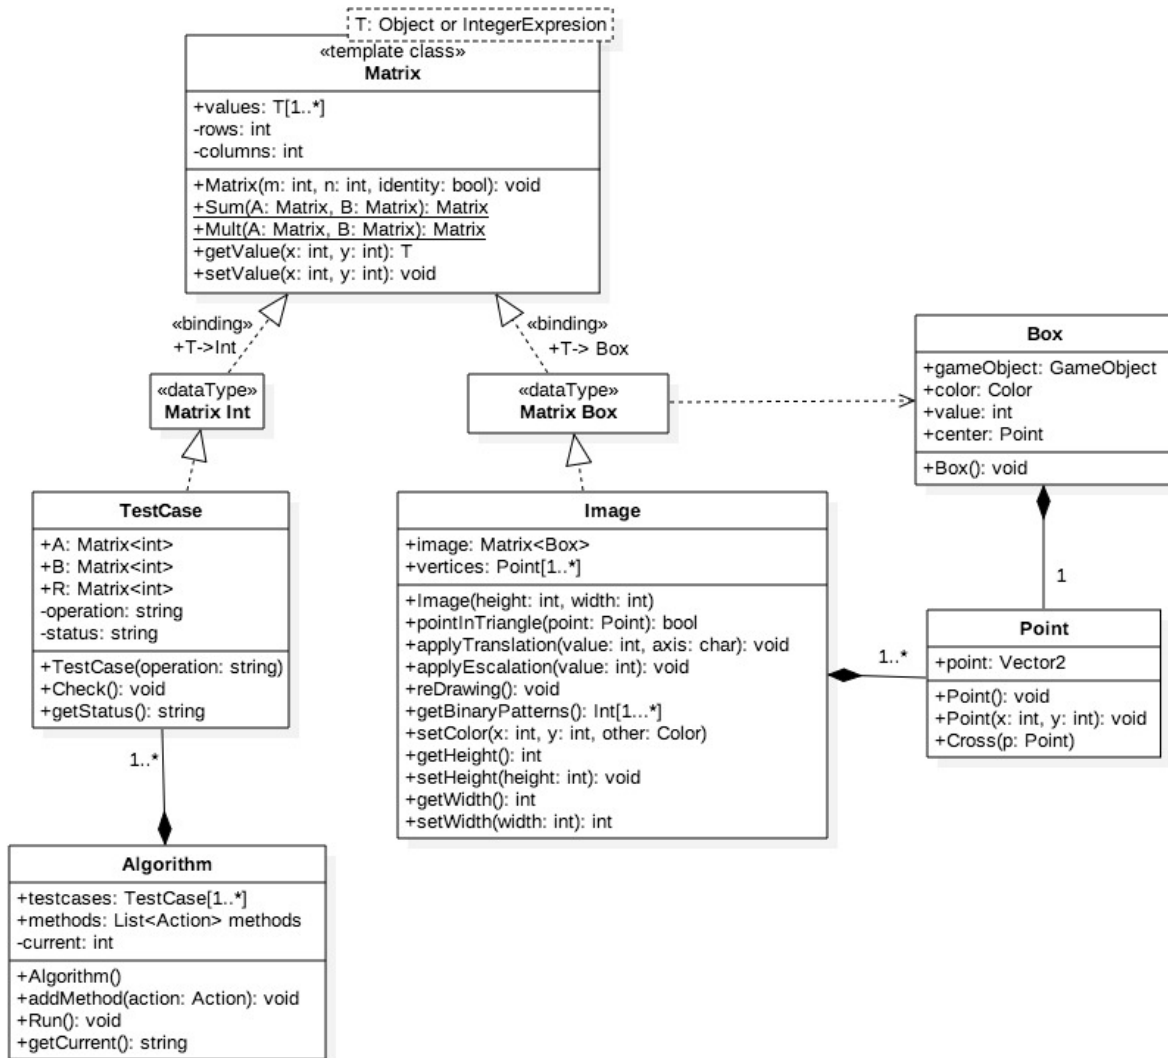 T: Object or IntegerExpresion
«template class»
Matrix
+values: T[1..*]
-rows: int
-columns: int
+Matrix(m: int, n: int, identity: bool): void
+Sum(A: Matrix, B: Matrix): Matrix
+Mult(A: Matrix, B: Matrix): Matrix
+getValue(x: int, y: int): T
+setValue(x: int, y: int): void
«binding»
+T->Int
«binding»
+T-> Box
«dataType»
Matrix Int
«dataType»
Matrix Box
Box
+gameObject: GameObject
+color: Color
+value: int
+center: Point
+Box(): void
TestCase
+A: Matrix<int>
+B: Matrix<int>
+R: Matrix<int>
-operation: string
-status: string
+TestCase(operation: string)
+Check(): void
+getStatus(): string
Image
+image: Matrix<Box>
+vertices: Point[1..*]
+Image(height: int, width: int)
+pointInTriangle(point: Point): bool
+applyTranslation(value: int, axis: char): void
+applyEscalation(value: int): void
+reDrawing(): void
+getBinaryPatterns(): Int[1...*]
+setColor(x: int, y: int, other: Color)
+getHeight(): int
+setHeight(height: int): void
+getWidth(): int
+setWidth(width: int): int
1
1..*
Point
+point: Vector2
+Point(): void
+Point(x: int, y: int): void
+Cross(p: Point)
1..*
Algorithm
+testcases: TestCase[1..*]
+methods: List<Action> methods
-current: int
+Algorithm()
+addMethod(action: Action): void
+Run(): void
+getCurrent(): string